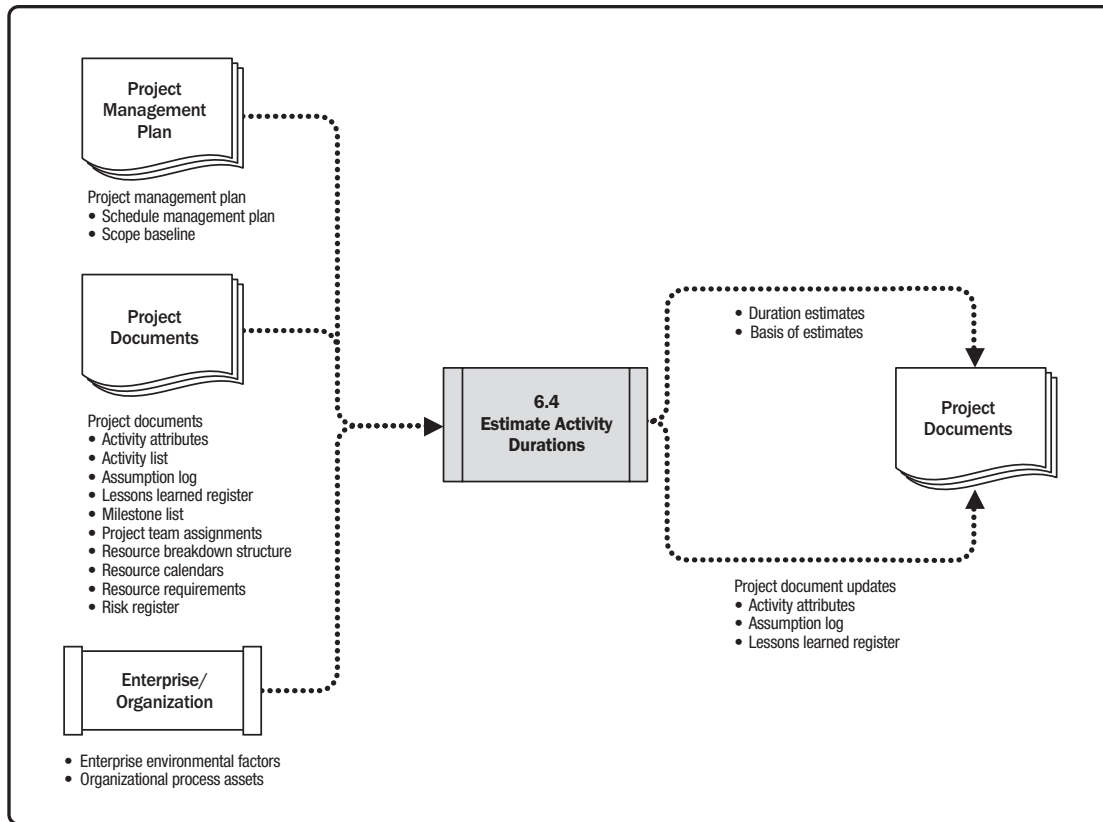 Project
Management
Plan
Project management plan
• Schedule management plan
• Scope baseline
Project
Documents
Project documents
• Activity attributes
• Activity list
• Assumption log
• Lessons learned register
• Milestone list
• Project team assignments
• Resource breakdown structure
• Resource calendars
• Resource requirements
• Risk register
Enterprise/
Organization
• Enterprise environmental factors
• Organizational process assets
6.4
Estimate Activity
Durations
• Duration estimates
• Basis of estimates
Project
Documents
Project document updates
• Activity attributes
• Assumption log
• Lessons learned register